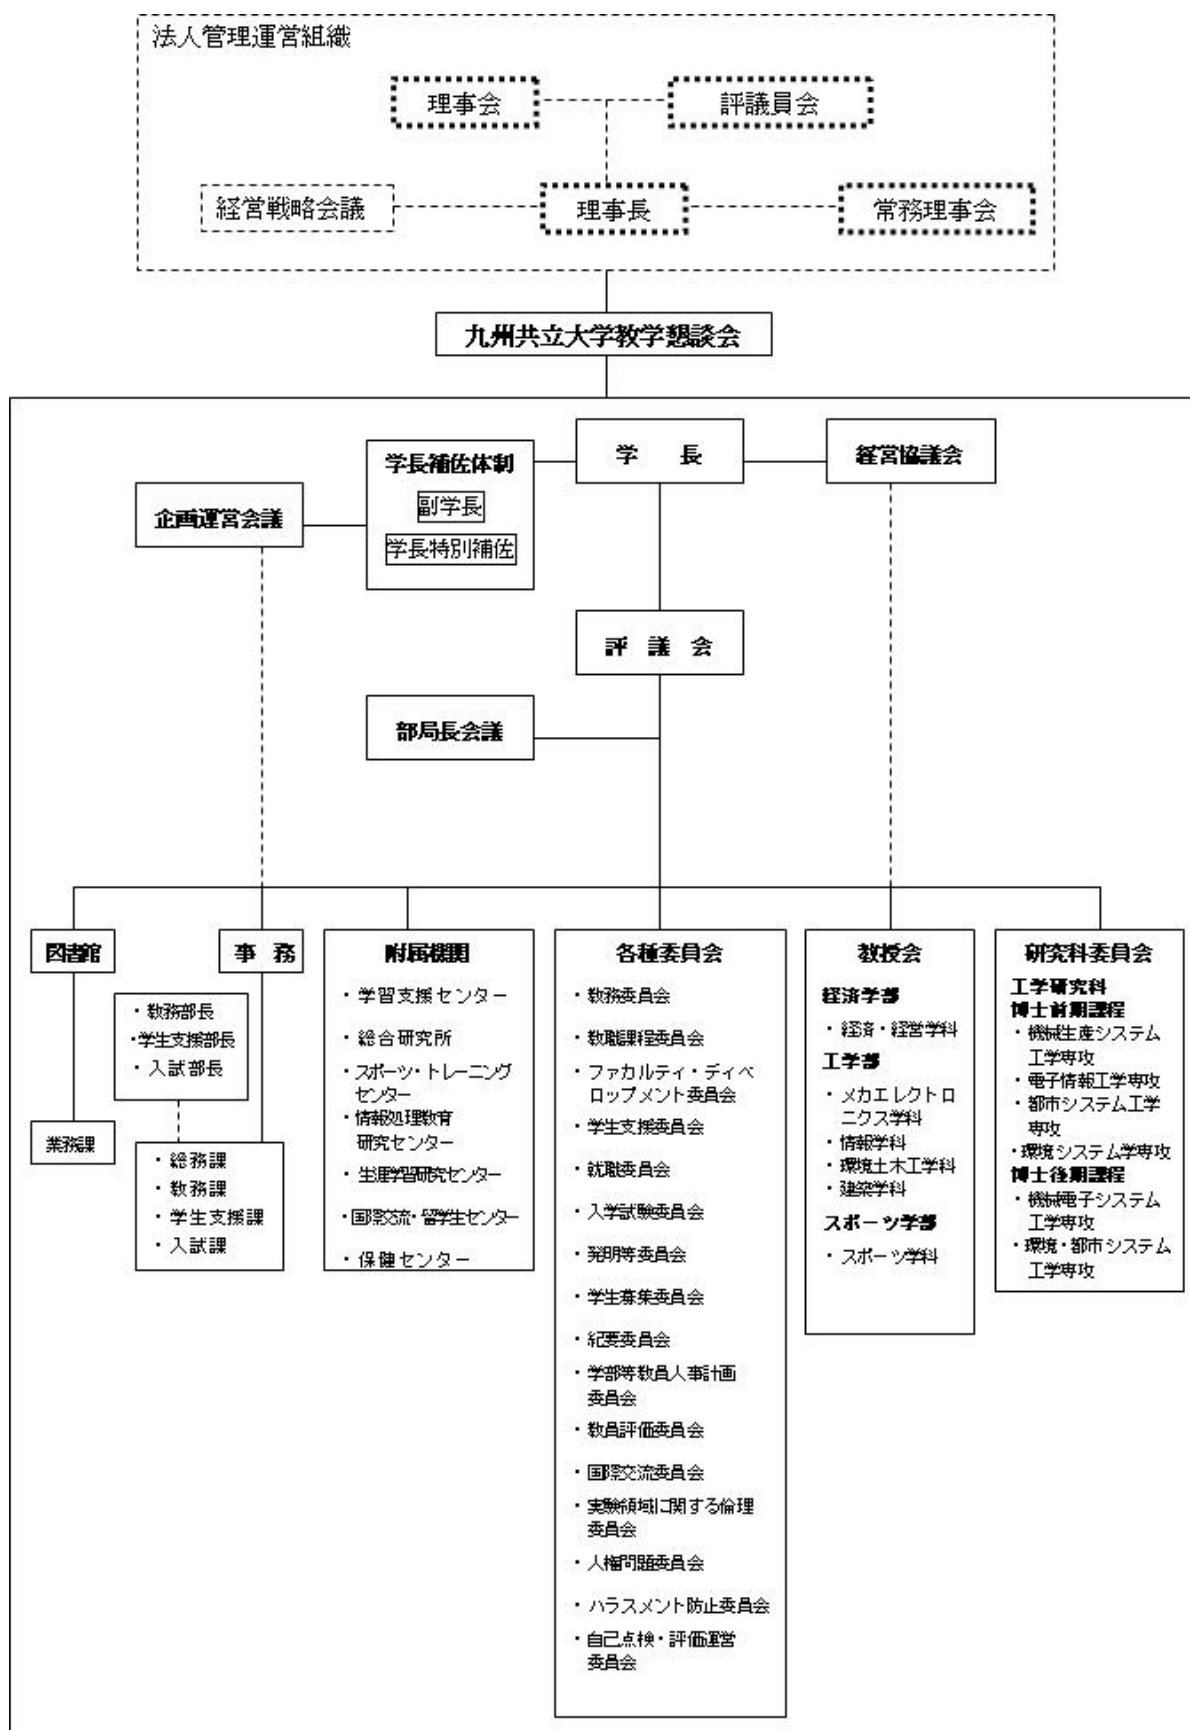 法人管理運営組織
理事会
評議員会
経営戦略会議
理事長
常務理事会
九州共立大学教学懇談会
学長補佐体制
副学長
学長特別補佐
学　長
経営協議会
企画運営会議
評　議　会
部局長会議
図書館
業務課
事　務
・教務部長
・学生支援部長
・入試部長
・総務課
・教務課
・学生支援課
・入試課
附属機関
・学習支援センター
・総合研究所
・スポーツ・トレーニング
センター
・情報処理教育
研究センター
・生涯学習研究センター
・国際交流・留学生センター
・保健センター
各種委員会
・教務委員会
・教職課程委員会
・ファカルティ・ディベ
ロップメント委員会
・学生支援委員会
・就職委員会
・入学試験委員会
・発明等委員会
・学生募集委員会
・紀要委員会
・学部等教員人事計画
委員会
・教員評価委員会
・国際交流委員会
・実験領域に関する倫理
委員会
・人権問題委員会
・ハラスメント防止委員会
・自己点検・評価運営
委員会
教授会
経済学部
・経済・経営学科
工学部
・メカエレクトロ
ニクス学科
・情報学科
・環境土木工学科
・建築学科
スポーツ学部
・スポーツ学科
研究科委員会
工学研究科
博士前期課程
・機械生産システム
工学専攻
・電子情報工学専攻
・都市システム工学
専攻
・環境システム学専攻
博士後期課程
・機械電子システム
工学専攻
・環境・都市システム
工学専攻